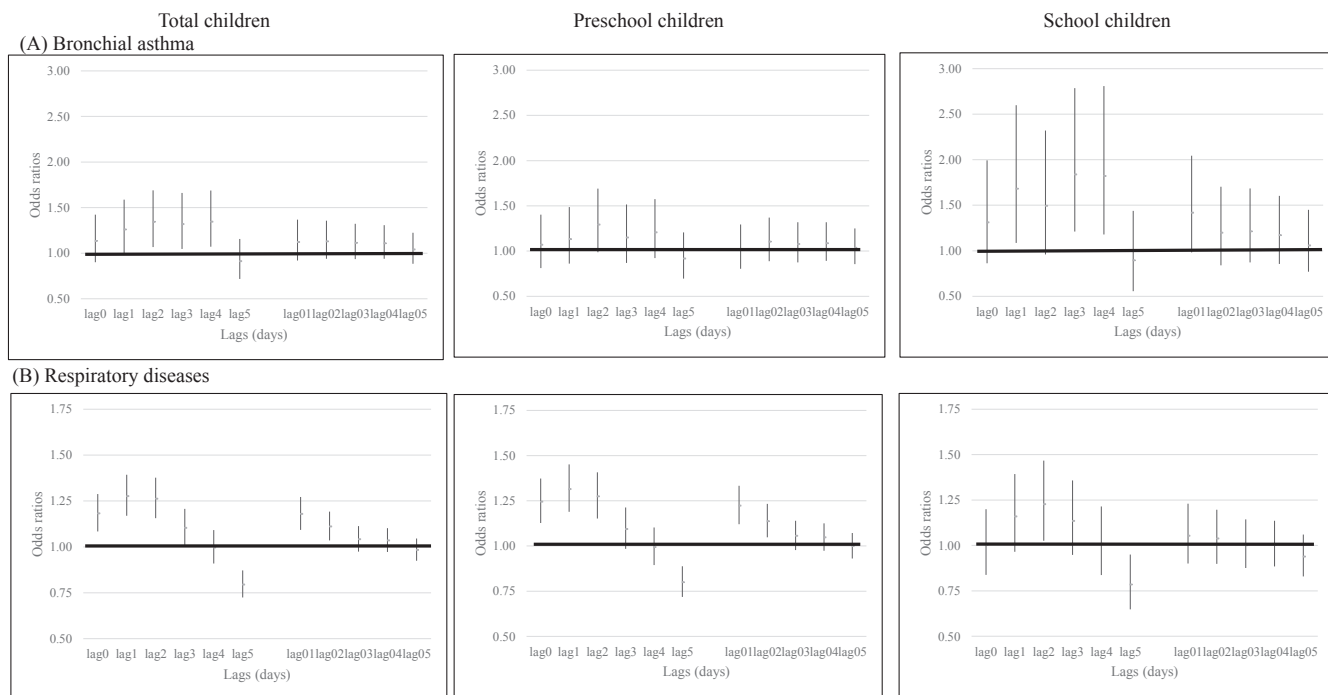 Total children
Preschool children
School children
(A) Bronchial asthma
3.00
2.50
2.00
1.50
1.00
0.50
Odds ratios
lag0 lag1 lag2 lag3 lag4 lag5 lag01 lag02 lag03 lag04 lag05
Lags (days)
3.00
2.50
2.00
1.50
1.00
0.50
Odds ratios
lag0 lag1 lag2 lag3 lag4 lag5 lag01 lag02 lag03 lag04 lag05
Lags (days)
3.00
2.50
2.00
1.50
1.00
0.50
Odds ratios
lag0 lag1 lag2 lag3 lag4 lag5 lag01 lag02 lag03 lag04 lag05
Lags (days)
(B) Respiratory diseases
1.75
1.50
1.25
1.00
0.75
0.50
Odds ratios
lag0 lag1 lag2 lag3 lag4 lag5 lag01 lag02 lag03 lag04 lag05
Lags (days)
1.75
1.50
1.25
1.00
0.75
0.50
Odds ratios
lag0 lag1 lag2 lag3 lag4 lag5 lag01 lag02 lag03 lag04 lag05
Lags (days)
1.75
1.50
1.25
1.00
0.75
0.50
Odds ratios
lag0 lag1 lag2 lag3 lag4 lag5 lag01 lag02 lag03 lag04 lag05
Lags (days)